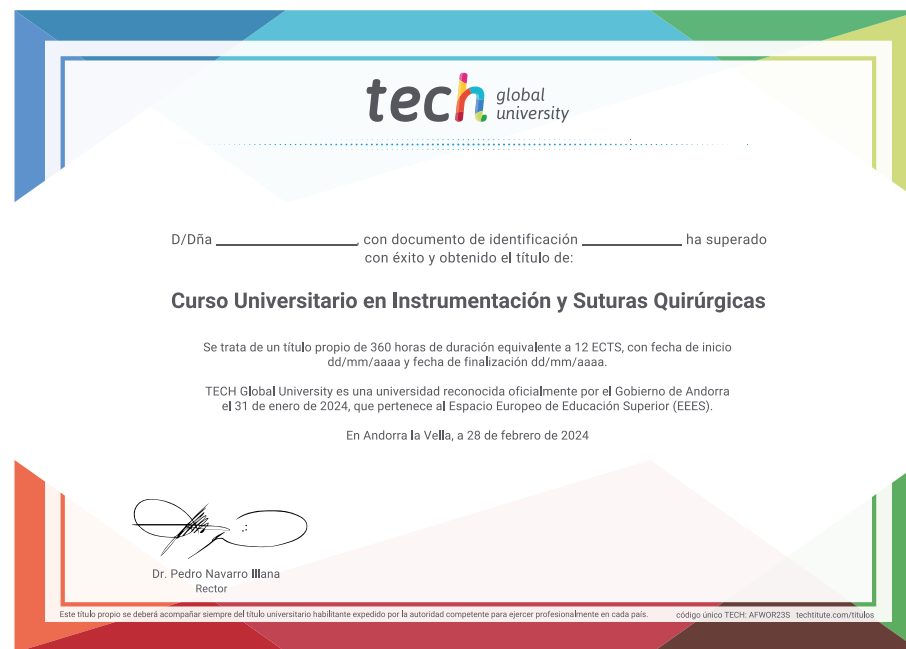 tech global
university
D/Dña ____________________, con documento de identificación ______________ ha superado
con éxito y obtenido el título de:
Curso Universitario en Instrumentación y Suturas Quirúrgicas
Se trata de un título propio de 360 horas de duración equivalente a 12 ECTS, con fecha de inicio
dd/mm/aaaa y fecha de finalización dd/mm/aaaa.
TECH Global University es una universidad reconocida oficialmente por el Gobierno de Andorra
el 31 de enero de 2024, que pertenece al Espacio Europeo de Educación Superior (EEES).
En Andorra la Vella, a 28 de febrero de 2024
Dr. Pedro Navarro Illana
Rector
Este título propio se deberá acompañar siempre del título universitario habilitante expedido por la autoridad competente para ejercer profesionalmente en cada país. código único TECH: AFWOR23S techtitute.com/titulos